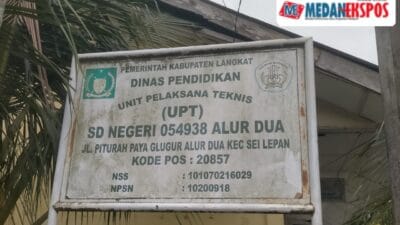 MEDANEKSPOS
PEMERINTAH KABUPATEN LANGKAT
DINAS PENDIDIKAN
UNIT PELAKSANA TEKNIS
(UPT)
SD NEGERI 054938 ALUR DUA
JL. PITURAH PAYA GLUGUR ALUR DUA KEC SEI LEPAN
KODE POS : 20857
NSS : 101070216029
NPSN : 10200918